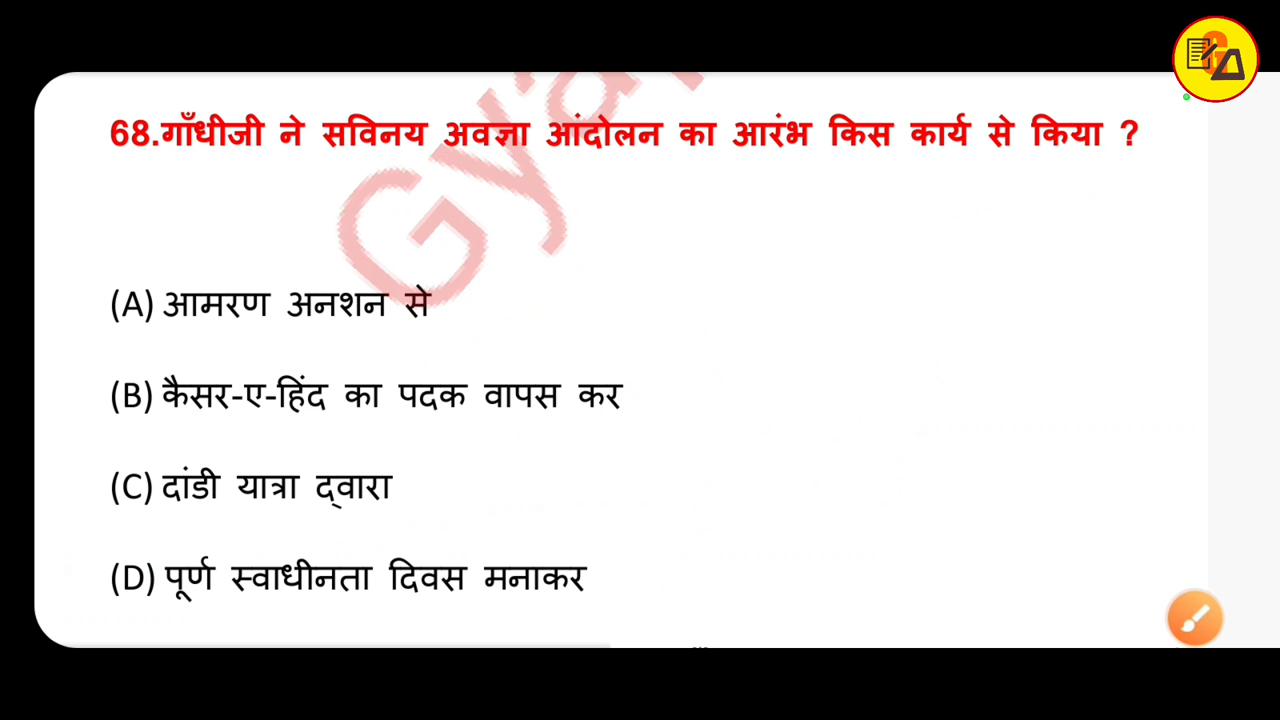 68.गाँधीजी ने सविनय अवज्ञा आंदोलन का आरंभ किस कार्य से किया ?
(A) आमरण अनशन से
(B) कैसर-ए-हिंद का पदक वापस कर
(C) दांडी यात्रा द्वारा
(D) पूर्ण स्वाधीनता दिवस मनाकर